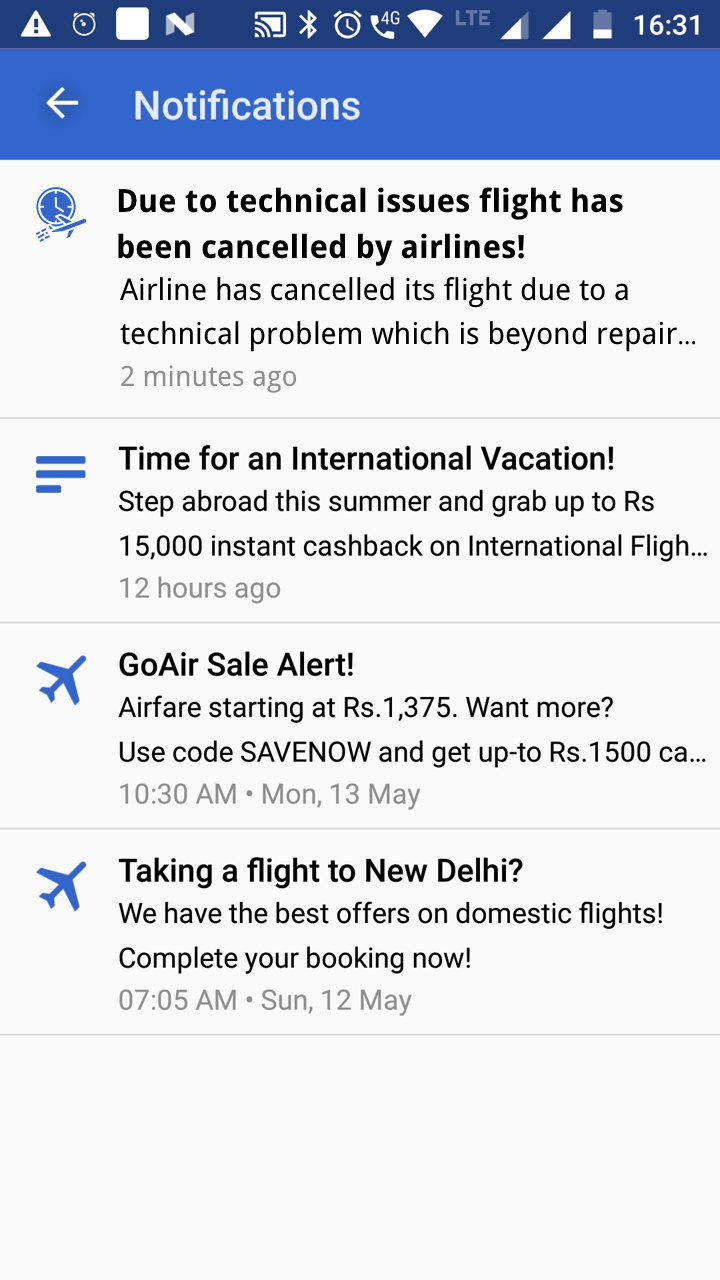 4G LTE 16:31
Notifications
Due to technical issues flight has
been cancelled by airlines!
Airline has cancelled its flight due to a
technical problem which is beyond repair...
2 minutes ago
Time for an International Vacation!
Step abroad this summer and grab up to Rs
15,000 instant cashback on International Fligh...
12 hours ago
GoAir Sale Alert!
Airfare starting at Rs.1,375. Want more?
Use code SAVENOW and get up-to Rs.1500 ca...
10:30 AM • Mon, 13 May
Taking a flight to New Delhi?
We have the best offers on domestic flights!
Complete your booking now!
07:05 AM • Sun, 12 May